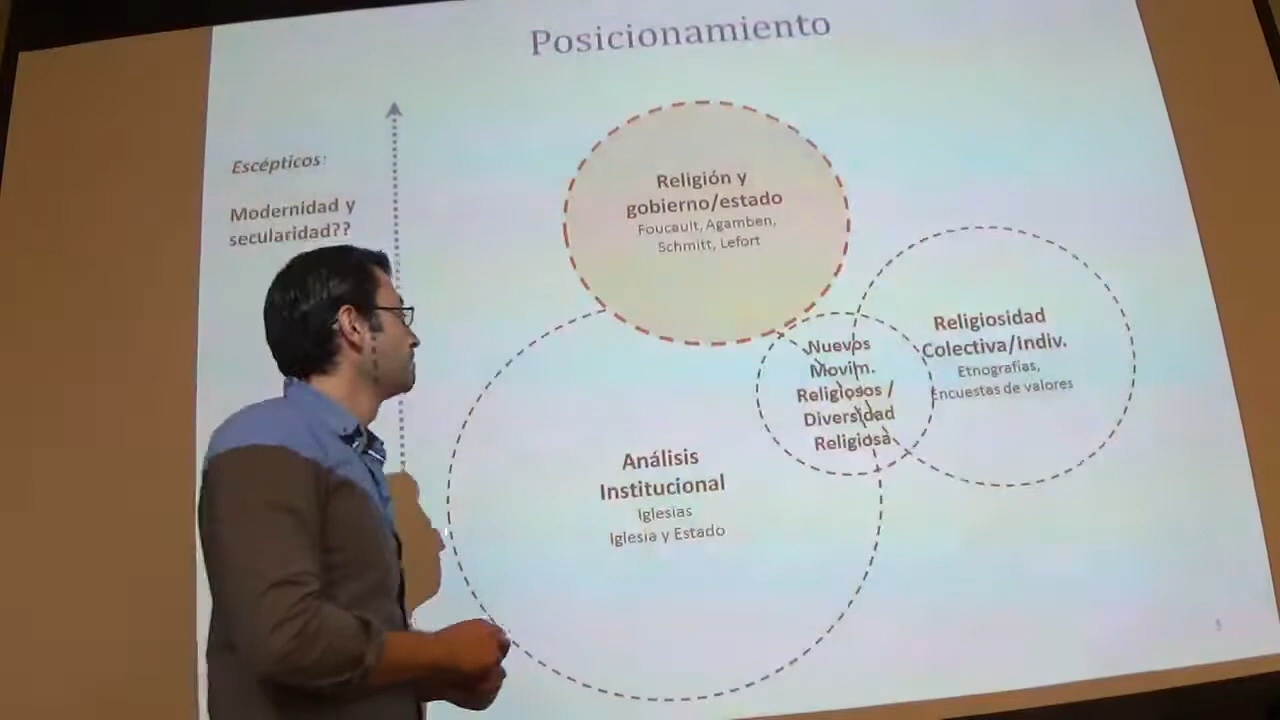 Posicionamiento
Escépticos:
Modernidad y
secularidad??
Religión y
gobierno/estado
Foucault, Agamben,
Schmitt, Lefort
Religiosidad
Colectiva/Indiv.
Etnografías,
Encuestas de valores
Nuevos
Movim.
Religiosos /
Diversidad
Religiosa
Análisis
Institucional
Iglesias
Iglesia y Estado